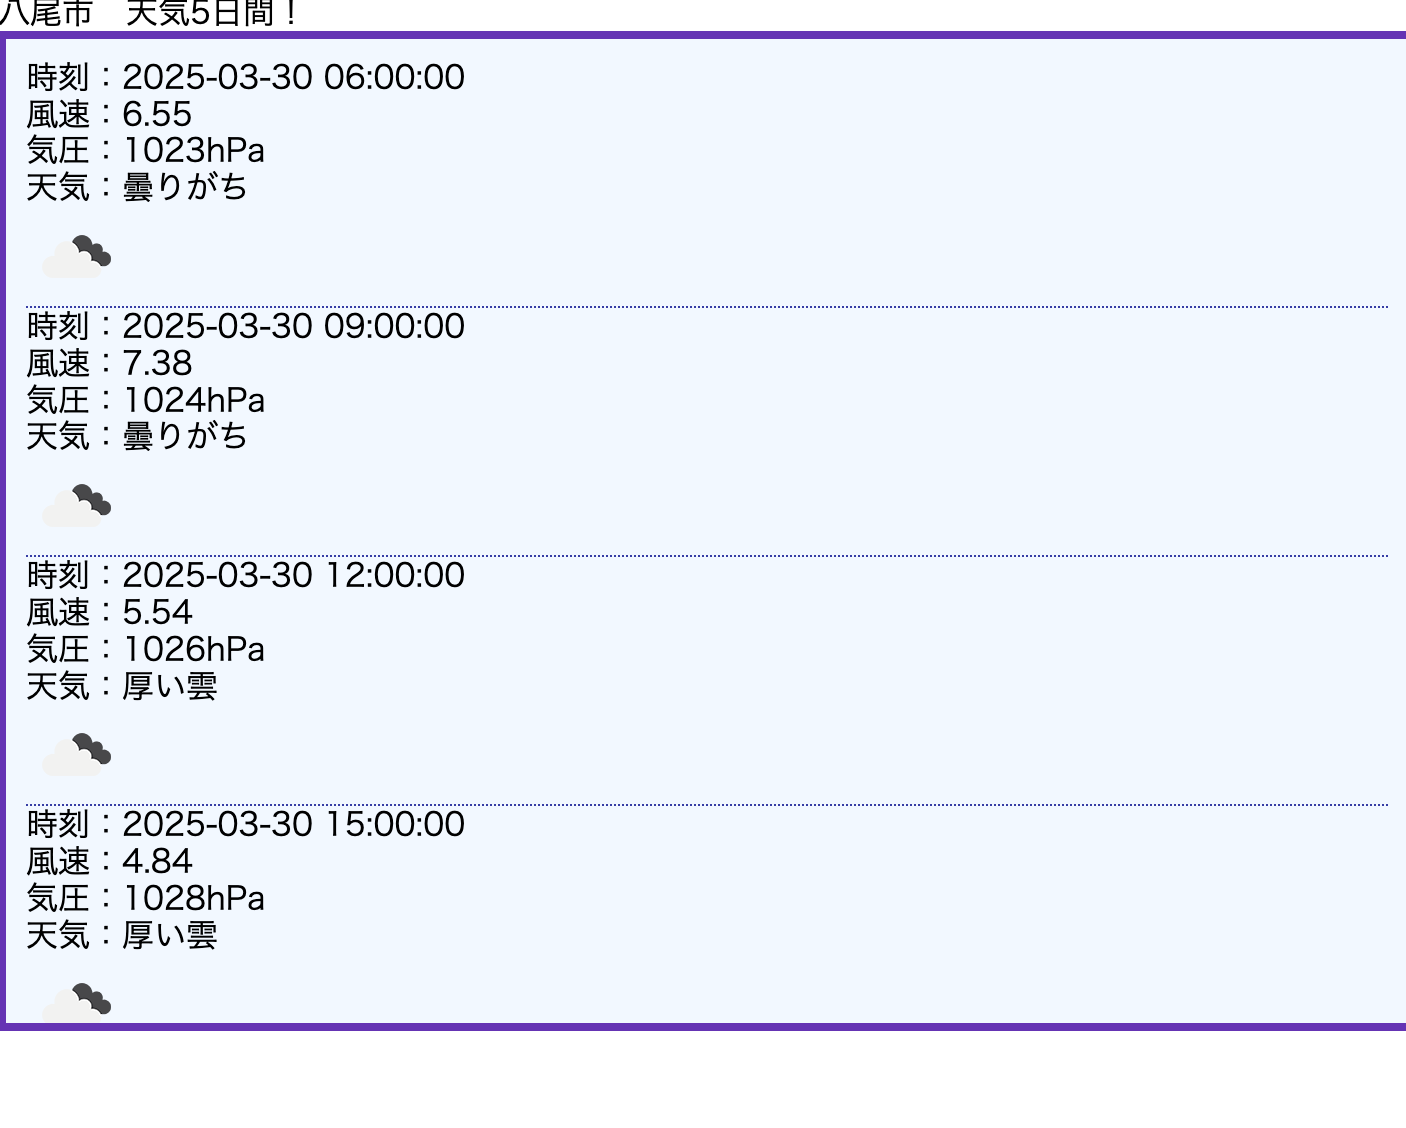 八尾市　天気5日間！
時刻：2025-03-30 06:00:00
風速：6.55
気圧：1023hPa
天気：曇りがち
時刻：2025-03-30 09:00:00
風速：7.38
気圧：1024hPa
天気：曇りがち
時刻：2025-03-30 12:00:00
風速：5.54
気圧：1026hPa
天気：厚い雲
時刻：2025-03-30 15:00:00
風速：4.84
気圧：1028hPa
天気：厚い雲